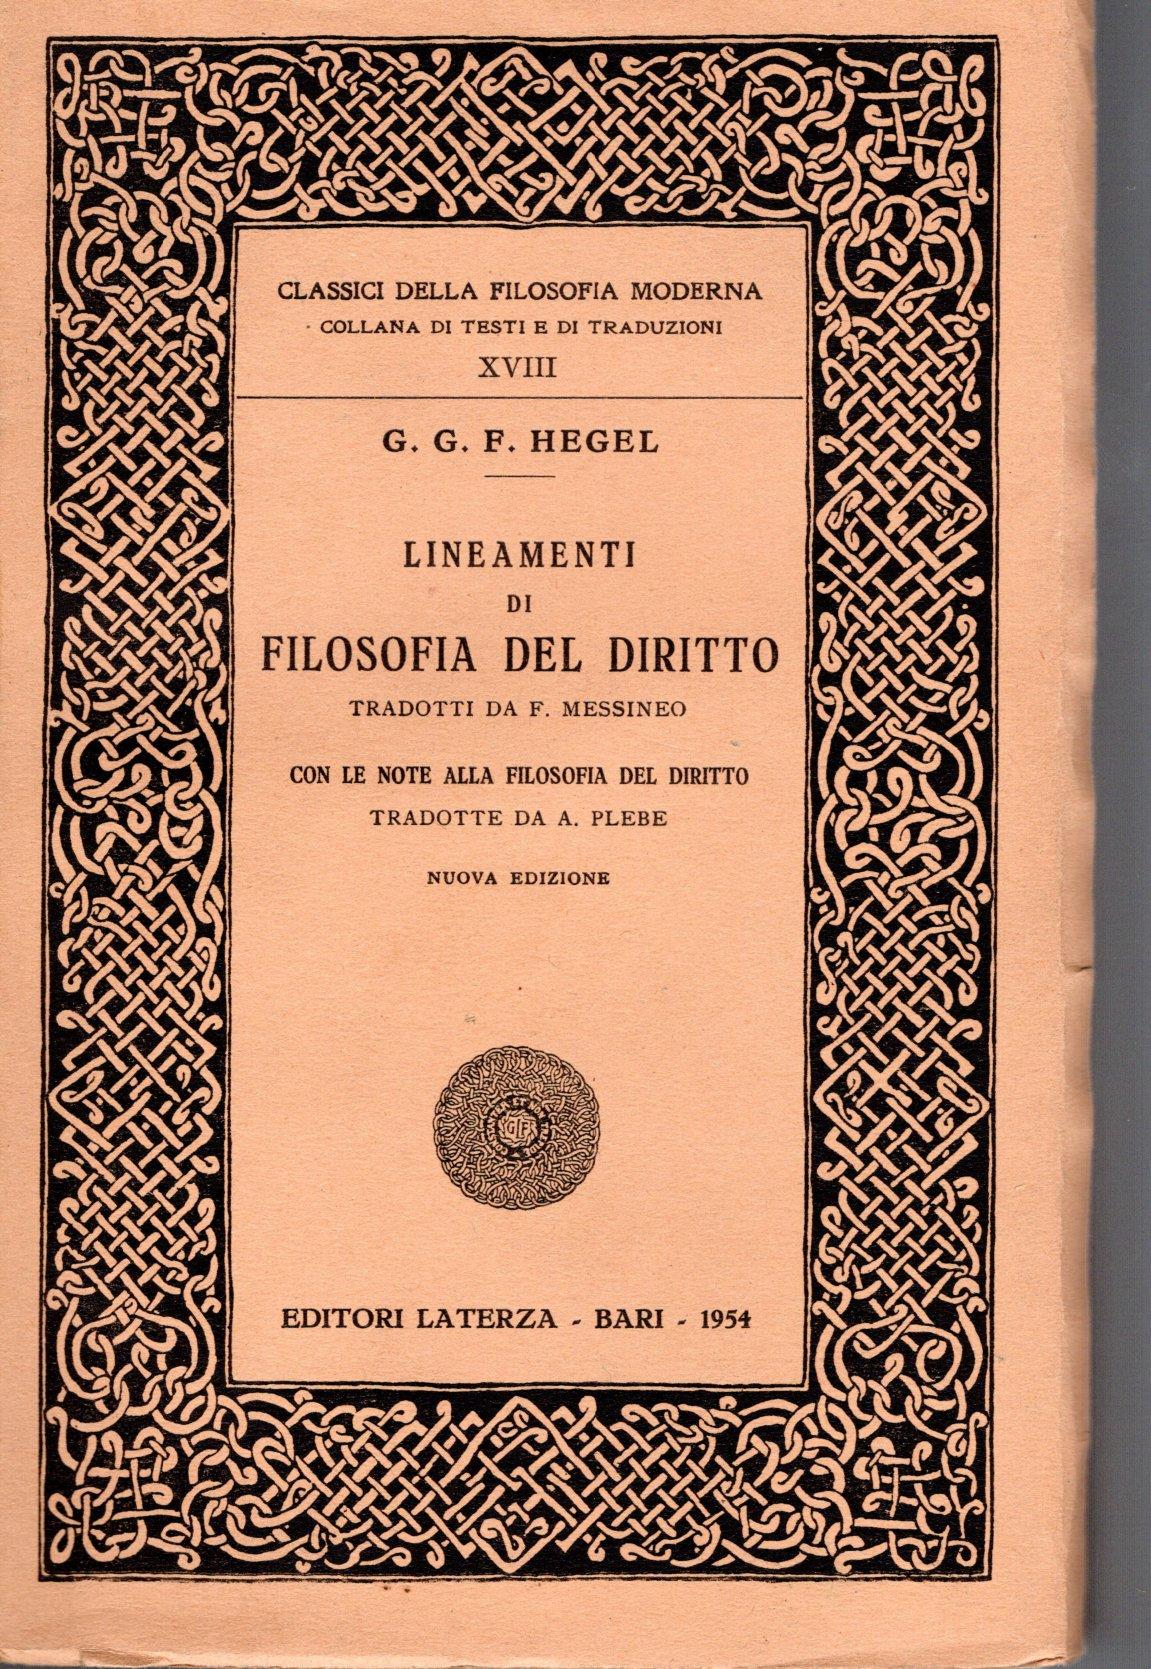 CLASSICI DELLA FILOSOFIA MODERNA
COLLANA DI TESTI E DI TRADUZIONI
XVIII
G. G. F. HEGEL
LINEAMENTI
DI
FILOSOFIA DEL DIRITTO
TRADOTTI DA F. MESSINEO
CON LE NOTE ALLA FILOSOFIA DEL DIRITTO
TRADOTTE DA A. PLEBE
NUOVA EDIZIONE
EDITORI LATERZA - BARI - 1954